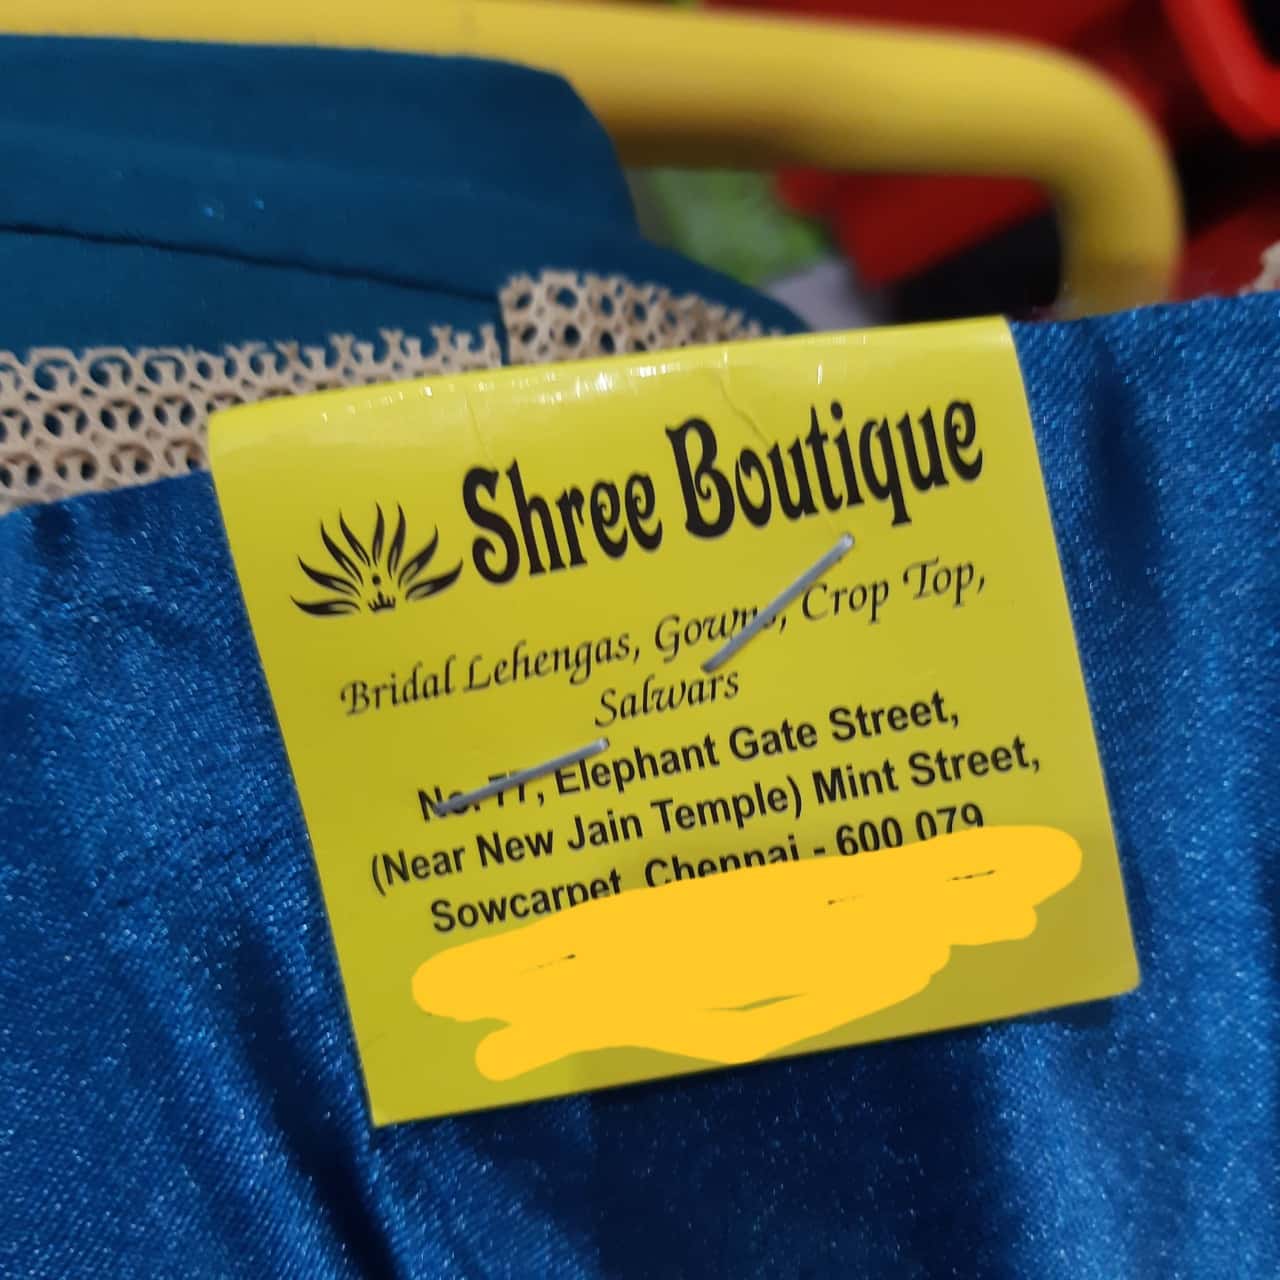 Shree Boutique
Bridal Lehengas, Gowns, Crop Top,
Salwars
No. 77, Elephant Gate Street,
(Near New Jain Temple) Mint Street,
Sowcarpet, Chennai - 600 079